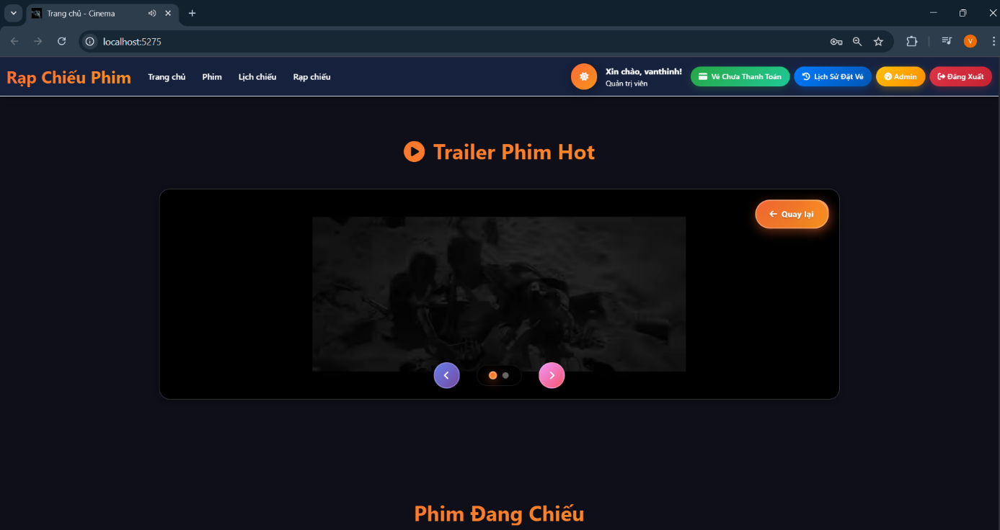 Trang chủ - Cinema
localhost:5275
V
Rạp Chiếu Phim
Trang chủ
Phim
Lịch chiếu
Rạp chiếu
Xin chào, vanthinh!
Quản trị viên
Vé Chưa Thanh Toán
Lịch Sử Đặt Vé
Admin
Đăng Xuất
Trailer Phim Hot
Quay lại
Phim Đang Chiếu